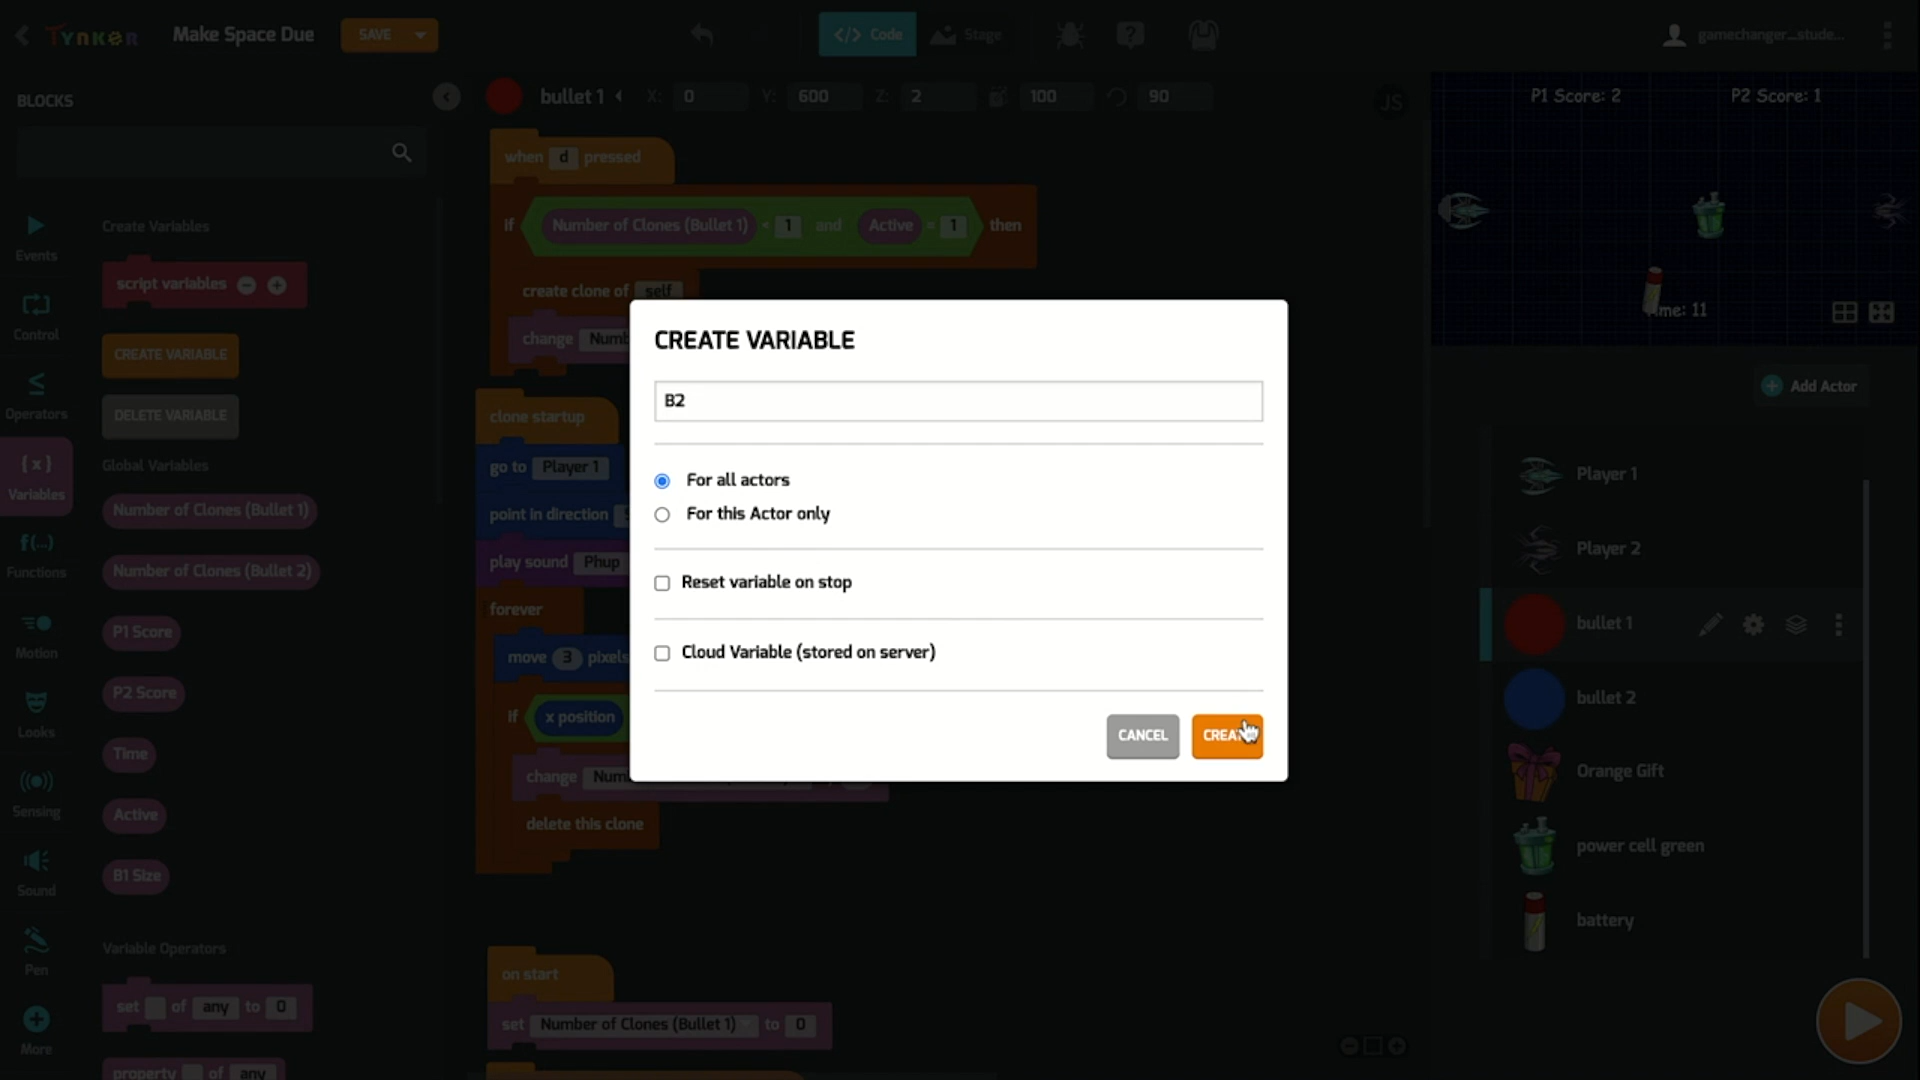 TYNKER
Make Space Due
SAVE
</> Code
Stage
gamechanger_stude...
BLOCKS
bullet 1
X: 0
Y: 600
Z: 2
100
90
JS
P1 Score: 2
P2 Score: 1
when d pressed
Create Variables
if Number of Clones (Bullet 1) < 1 and Active = 1 then
Events
script variables
create clone of self
Control
change
CREATE VARIABLE
DELETE VARIABLE
Operators
clone startup
Global Variables
go to Player 1
Variables
Number of Clones (Bullet 1)
point in direction
play sound Phup
Functions
Number of Clones (Bullet 2)
forever
Motion
P1 Score
move 3 pixels
P2 Score
if x position
Looks
Time
change
Sensing
Active
delete this clone
Sound
B1 Size
Variable Operators
Pen
on start
set of any to 0
set Number of Clones (Bullet 1) to 0
More
property of any
CREATE VARIABLE
B2
For all actors
For this Actor only
Reset variable on stop
Cloud Variable (stored on server)
CANCEL
11
Add Actor
Player 1
Player 2
bullet 1
bullet 2
Orange Gift
power cell green
battery